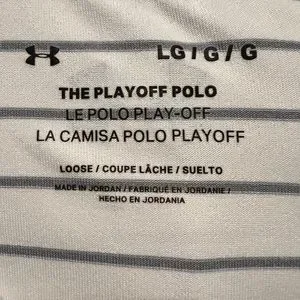 LG / G / G
THE PLAYOFF POLO
LE POLO PLAY-OFF
LA CAMISA POLO PLAYOFF
LOOSE / COUPE LÂCHE / SUELTO
MADE IN JORDAN / FABRIQUÉ EN JORDANIE /
HECHO EN JORDANIA